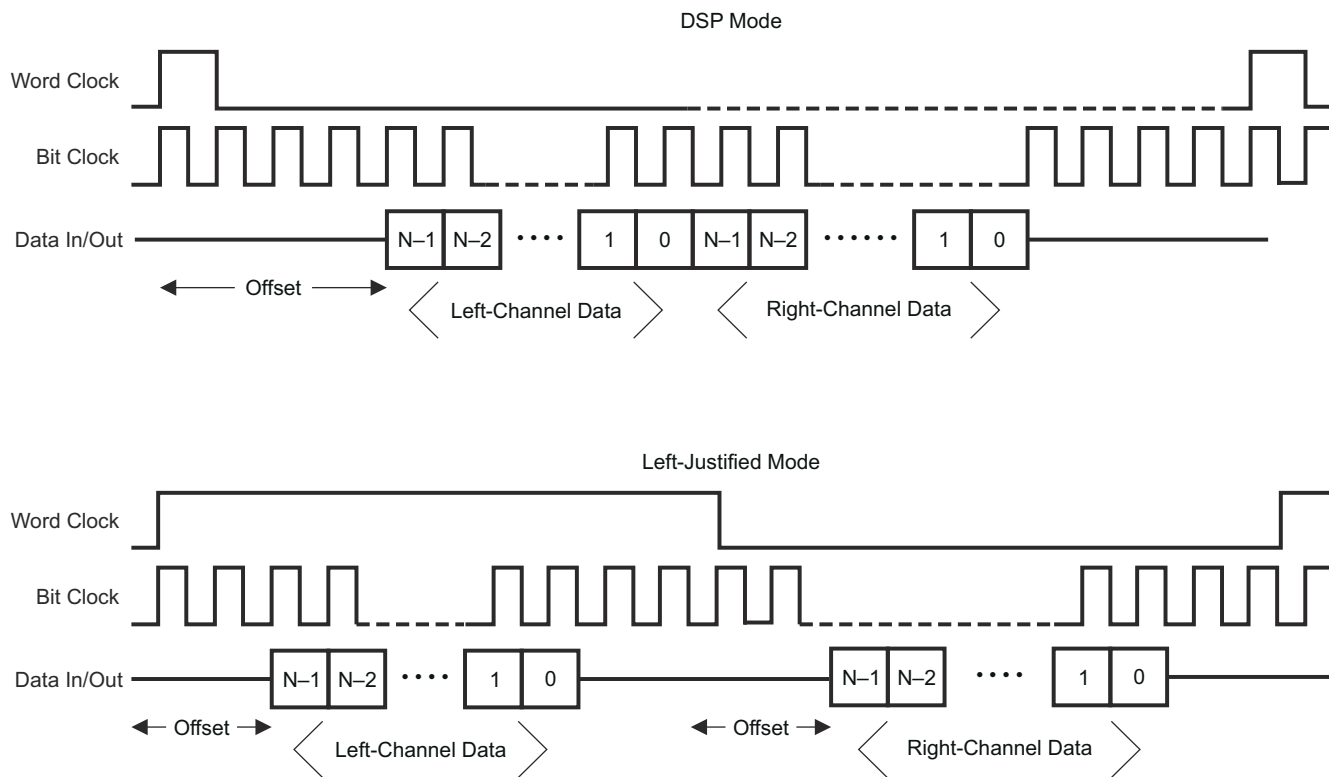 DSP Mode
Word Clock
Bit Clock
Data In/Out
N–1 N–2 •••• 1 0 N–1 N–2 •••••• 1 0
Offset
Left-Channel Data
Right-Channel Data
Left-Justified Mode
Word Clock
Bit Clock
Data In/Out
N–1 N–2 •••• 1 0 N–1 N–2 •••• 1 0
Offset
Offset
Left-Channel Data
Right-Channel Data